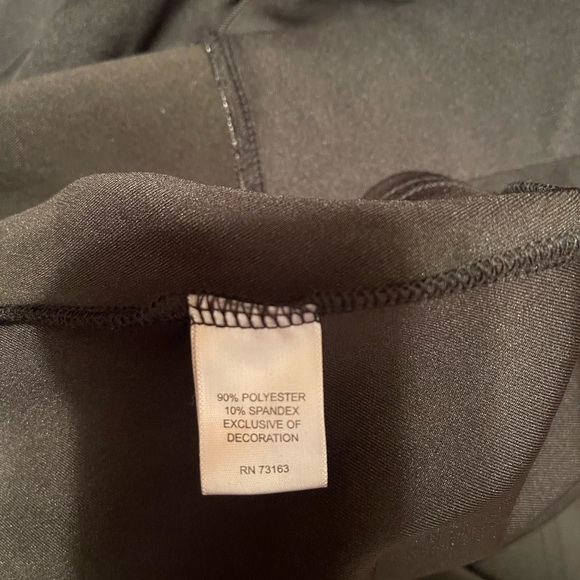 90% POLYESTER
10% SPANDEX
EXCLUSIVE OF
DECORATION
RN 73163